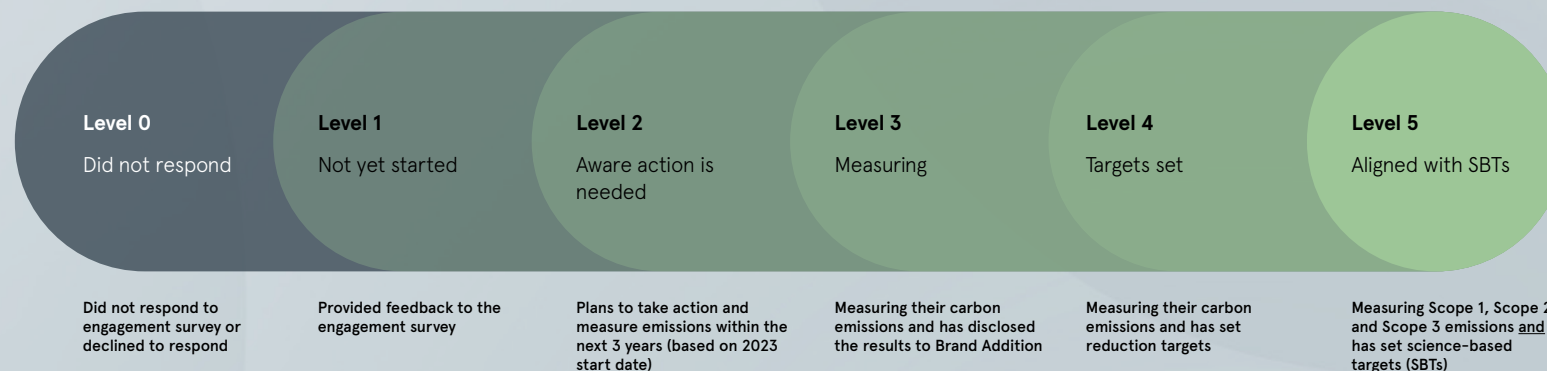 Level 0
Did not respond
Level 1
Not yet started
Level 2
Aware action is
needed
Level 3
Measuring
Level 4
Targets set
Level 5
Aligned with SBTs
Did not respond to
engagement survey or
declined to respond
Provided feedback to the
engagement survey
Plans to take action and
measure emissions within the
next 3 years (based on 2023
start date)
Measuring their carbon
emissions and has disclosed
the results to Brand Addition
Measuring their carbon
emissions and has set
reduction targets
Measuring Scope 1, Scope 2
and Scope 3 emissions and
has set science-based
targets (SBTs)